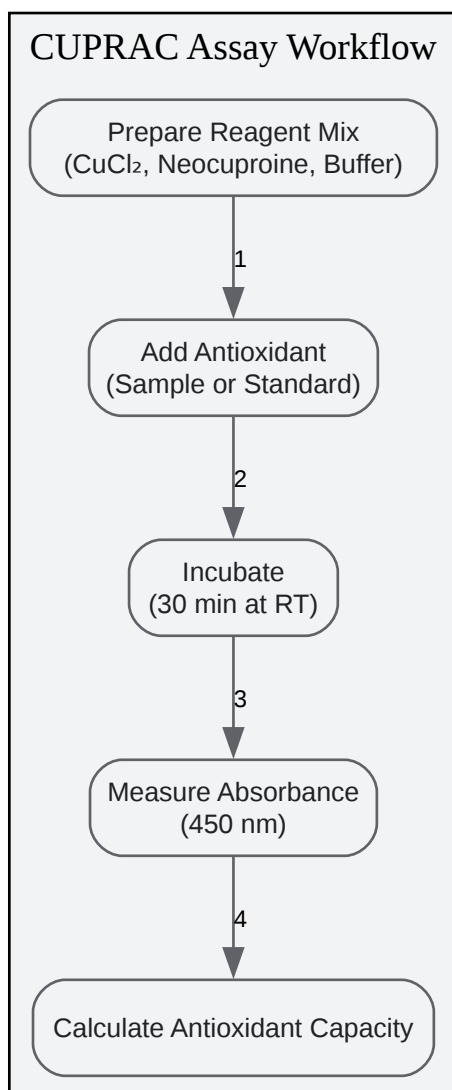 CUPRAC Assay Workflow
Prepare Reagent Mix
(CuCl₂, Neocuproine, Buffer)
1
Add Antioxidant
(Sample or Standard)
2
Incubate
(30 min at RT)
3
Measure Absorbance
(450 nm)
4
Calculate Antioxidant Capacity